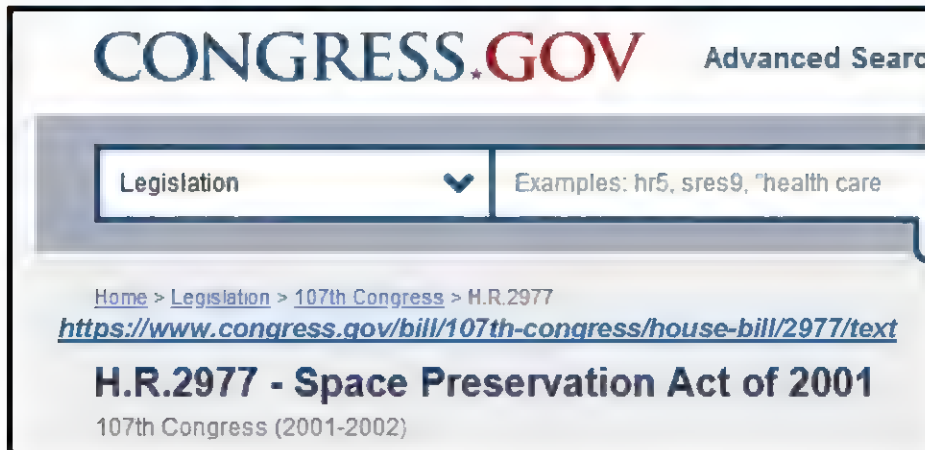 CONGRESS.GOV Advanced Searc
Legislation Examples: hr5, sres9, "health care
Home > Legislation > 107th Congress > H.R.2977
https://www.congress.gov/bill/107th-congress/house-bill/2977/text
H.R.2977 - Space Preservation Act of 2001
107th Congress (2001-2002)